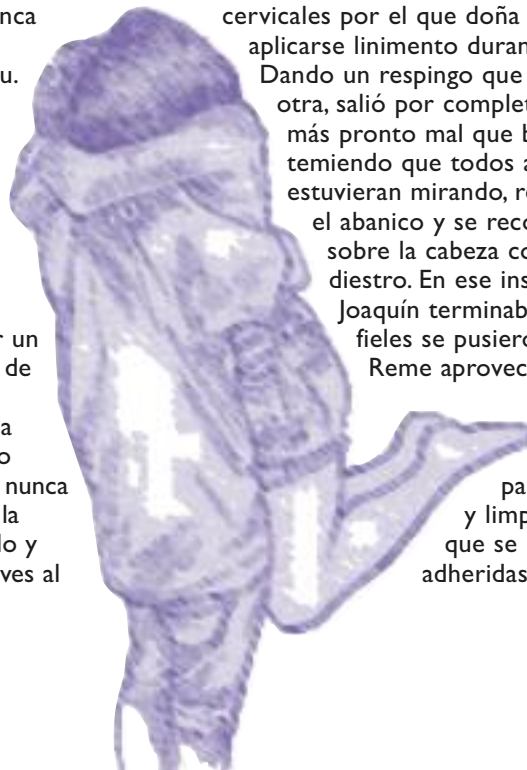 nca
u.
r un
de
a
o
nunca
la
lo y
ves al
cervicales por el que doña
aplicarse linimento duran
Dando un respingo que
otra, salió por complet
más pronto mal que b
temiendo que todos a
estuvieran mirando, re
el abanico y se reco
sobre la cabeza co
diestro. En ese ins
Joaquín terminab
fieles se pusiero
Reme aprovec
pa
y limp
que se
adheridas